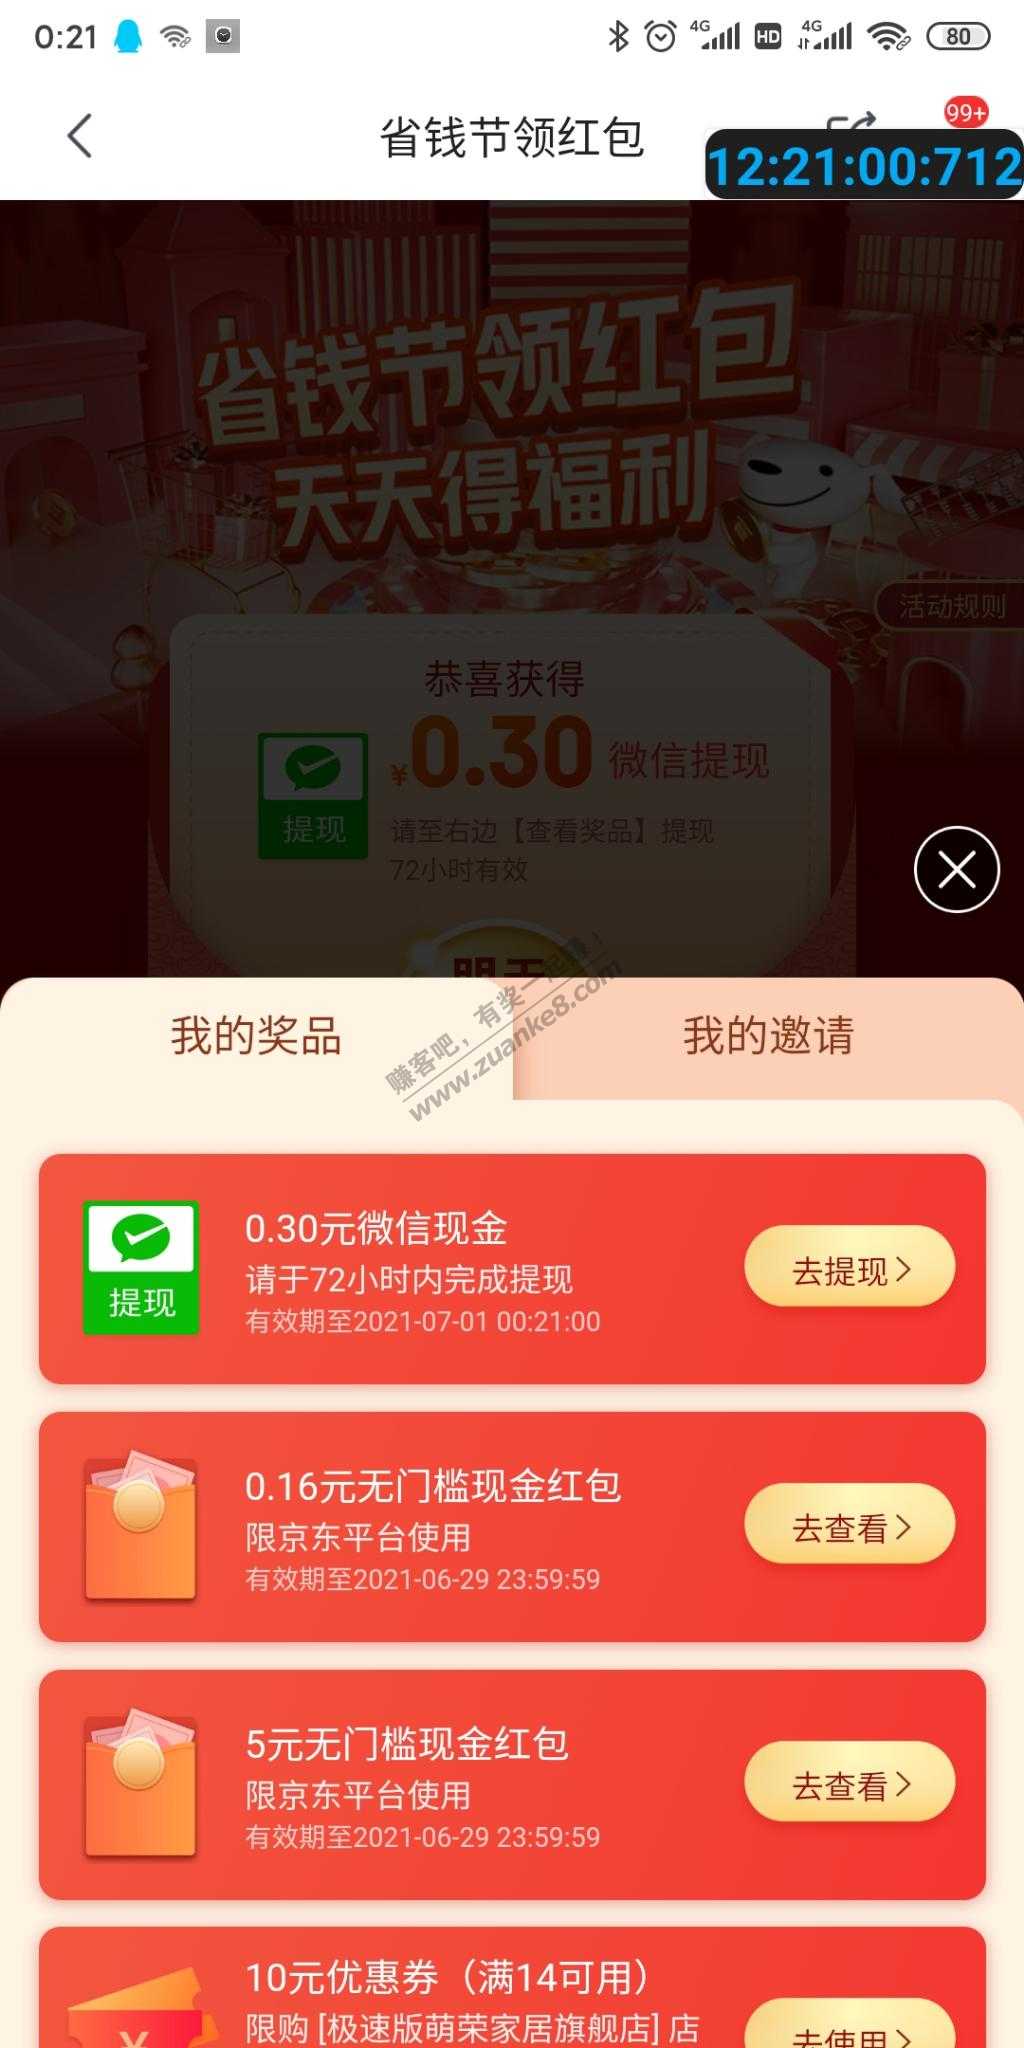 0:21
4G HD 4G 80
省钱节领红包
99+
12:21:00:712
省钱节领红包
天天得福利
活动规则
恭喜获得
¥0.30 微信提现
提现
请至右边【查看奖品】提现
72小时有效
明天
赚客吧，有奖一起赚！
www.zuanke8.com
我的奖品
我的邀请
提现
0.30元微信现金
请于72小时内完成提现
有效期至2021-07-01 00:21:00
去提现
0.16元无门槛现金红包
限京东平台使用
有效期至2021-06-29 23:59:59
去查看
5元无门槛现金红包
限京东平台使用
有效期至2021-06-29 23:59:59
去查看
¥
10元优惠券（满14可用）
限购 [极速版萌荣家居旗舰店] 店
去使用